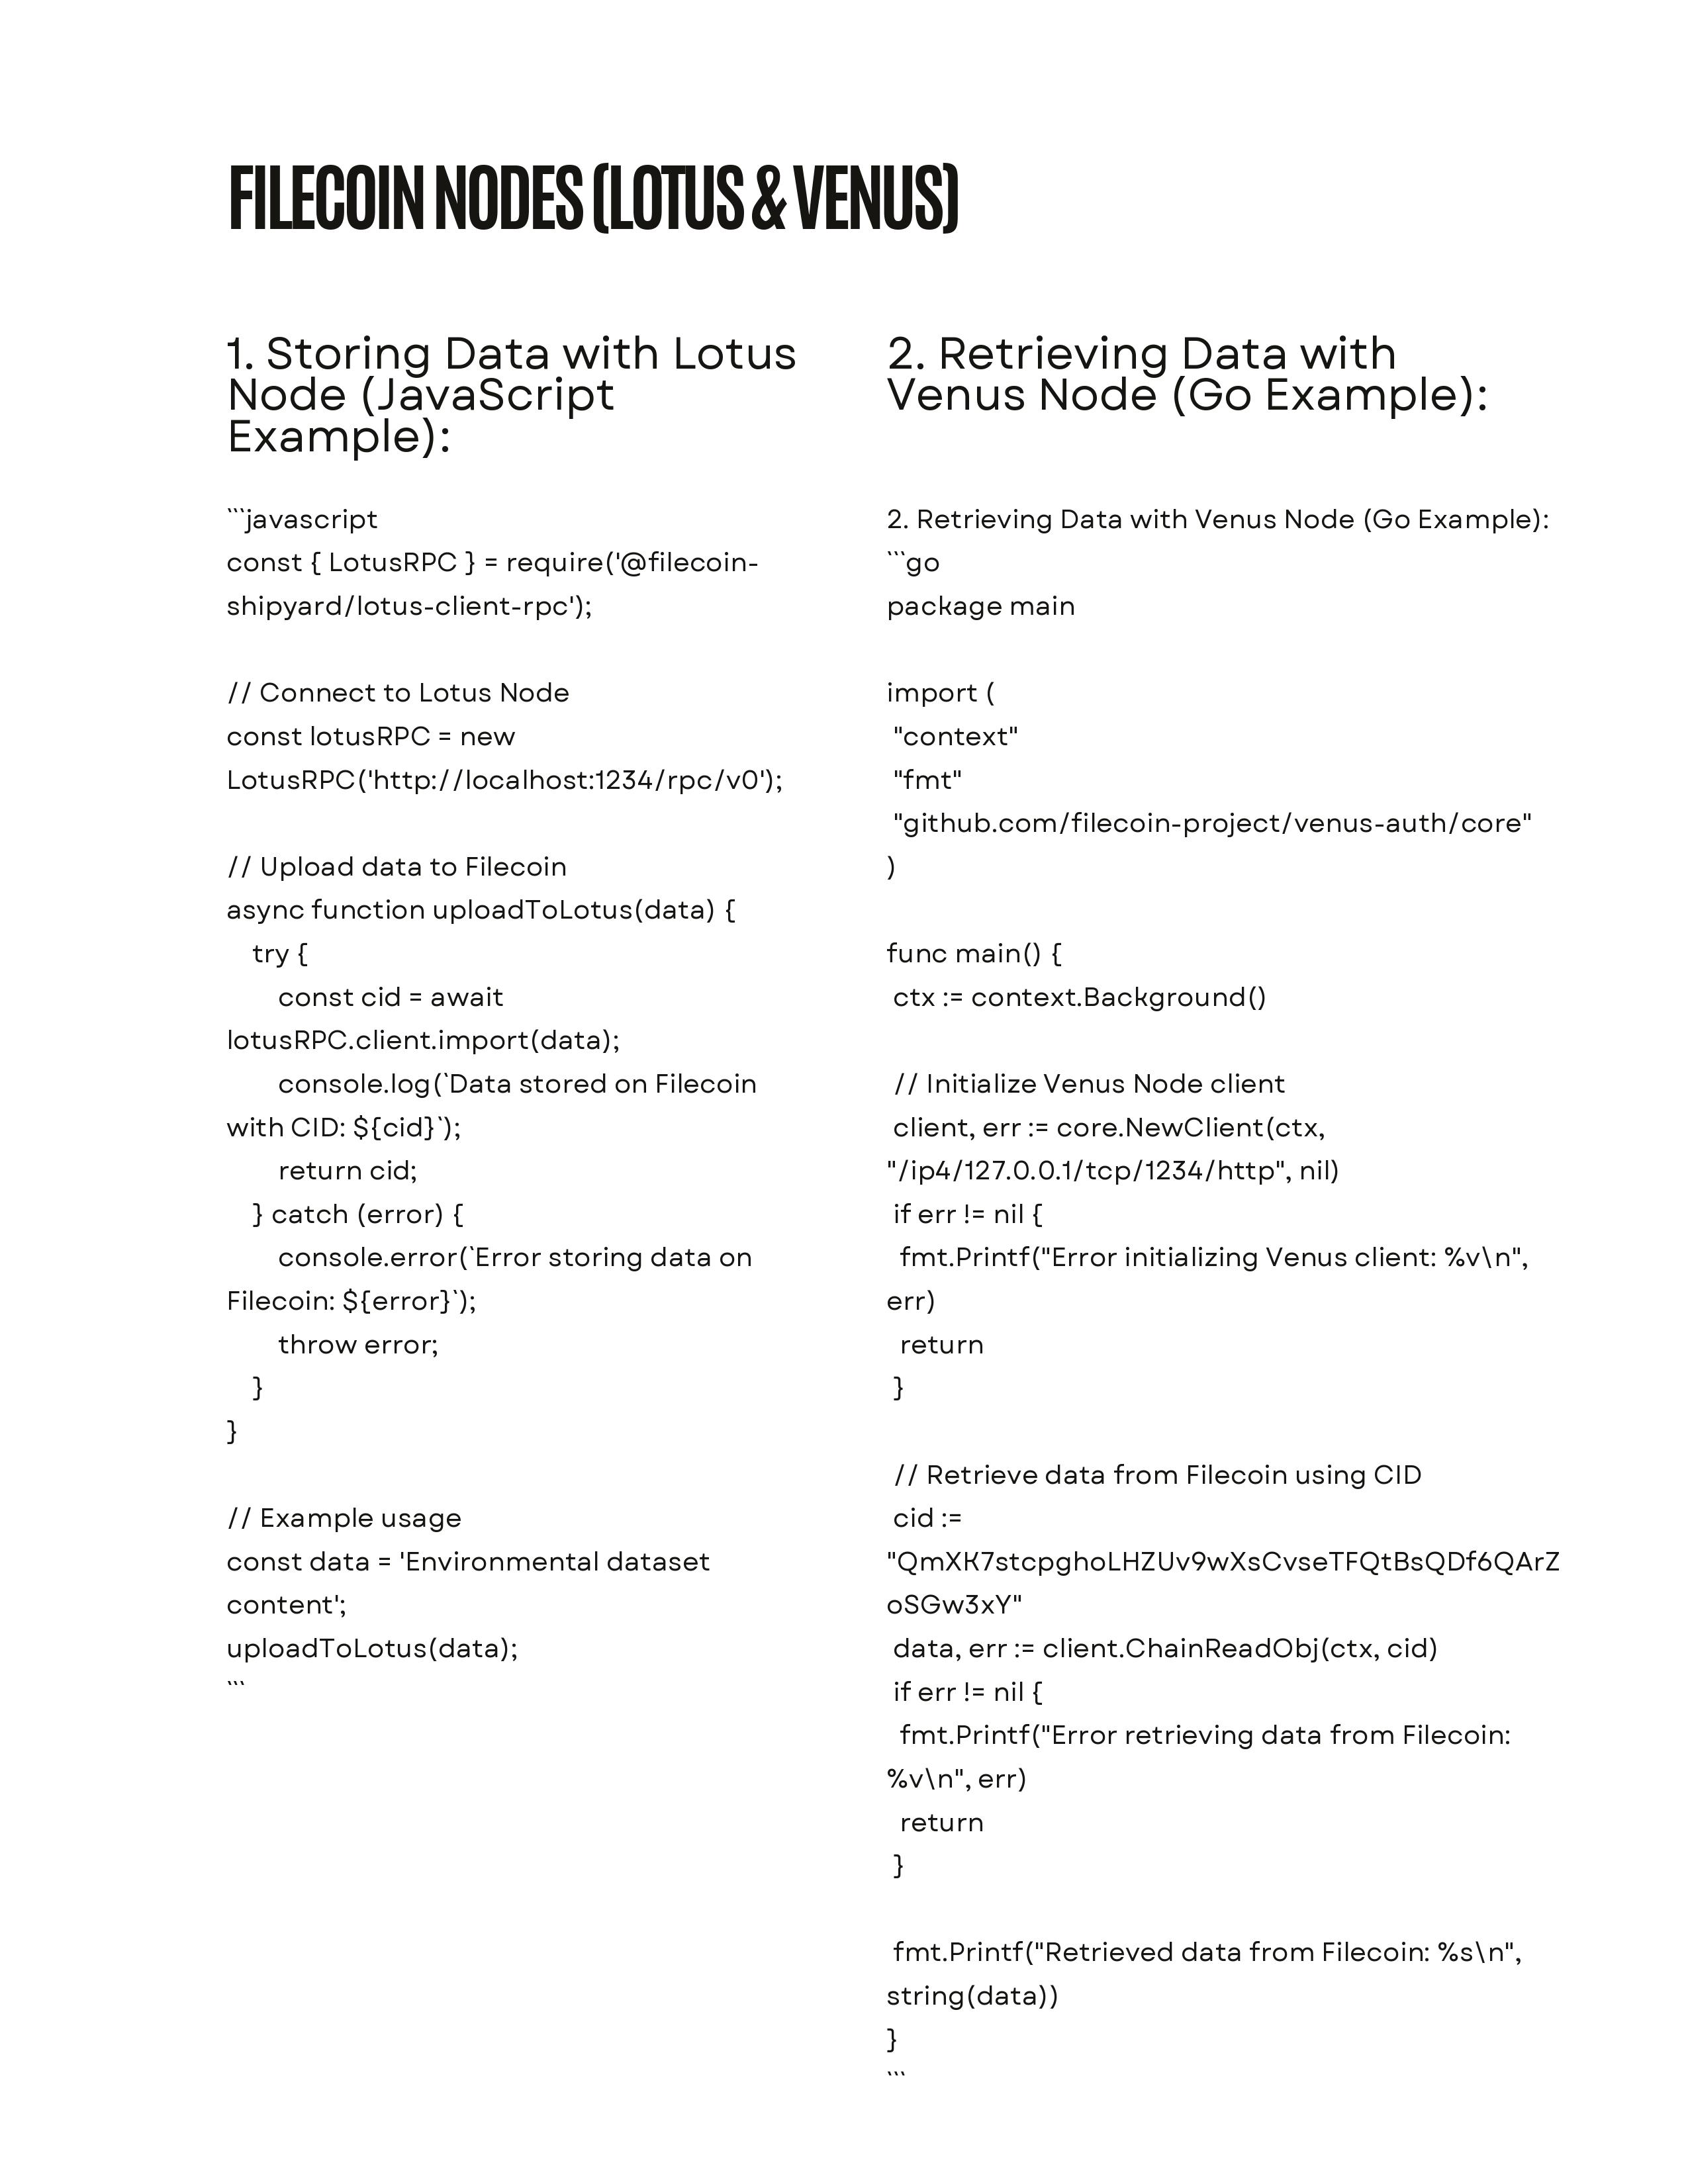 FILECOIN NODES (LOTUS & VENUS)
1. Storing Data with Lotus
Node (JavaScript
Example):
```javascript
const { LotusRPC } = require('@filecoin-
shipyard/lotus-client-rpc');

// Connect to Lotus Node
const lotusRPC = new
LotusRPC('http://localhost:1234/rpc/v0');

// Upload data to Filecoin
async function uploadToLotus(data) {
    try {
        const cid = await
lotusRPC.client.import(data);
        console.log(`Data stored on Filecoin
with CID: ${cid}`);
        return cid;
    } catch (error) {
        console.error(`Error storing data on
Filecoin: ${error}`);
        throw error;
    }
}

// Example usage
const data = 'Environmental dataset
content';
uploadToLotus(data);
```
2. Retrieving Data with
Venus Node (Go Example):
2. Retrieving Data with Venus Node (Go Example):
```go
package main

import (
 "context"
 "fmt"
 "github.com/filecoin-project/venus-auth/core"
)

func main() {
 ctx := context.Background()

 // Initialize Venus Node client
 client, err := core.NewClient(ctx,
"/ip4/127.0.0.1/tcp/1234/http", nil)
 if err != nil {
  fmt.Printf("Error initializing Venus client: %v\n",
err)
  return
 }

 // Retrieve data from Filecoin using CID
 cid :=
"QmXK7stcpghoLHZUv9wXsCvseTFQtBsQDf6QArZ
oSGw3xY"
 data, err := client.ChainReadObj(ctx, cid)
 if err != nil {
  fmt.Printf("Error retrieving data from Filecoin:
%v\n", err)
  return
 }

 fmt.Printf("Retrieved data from Filecoin: %s\n",
string(data))
}
```